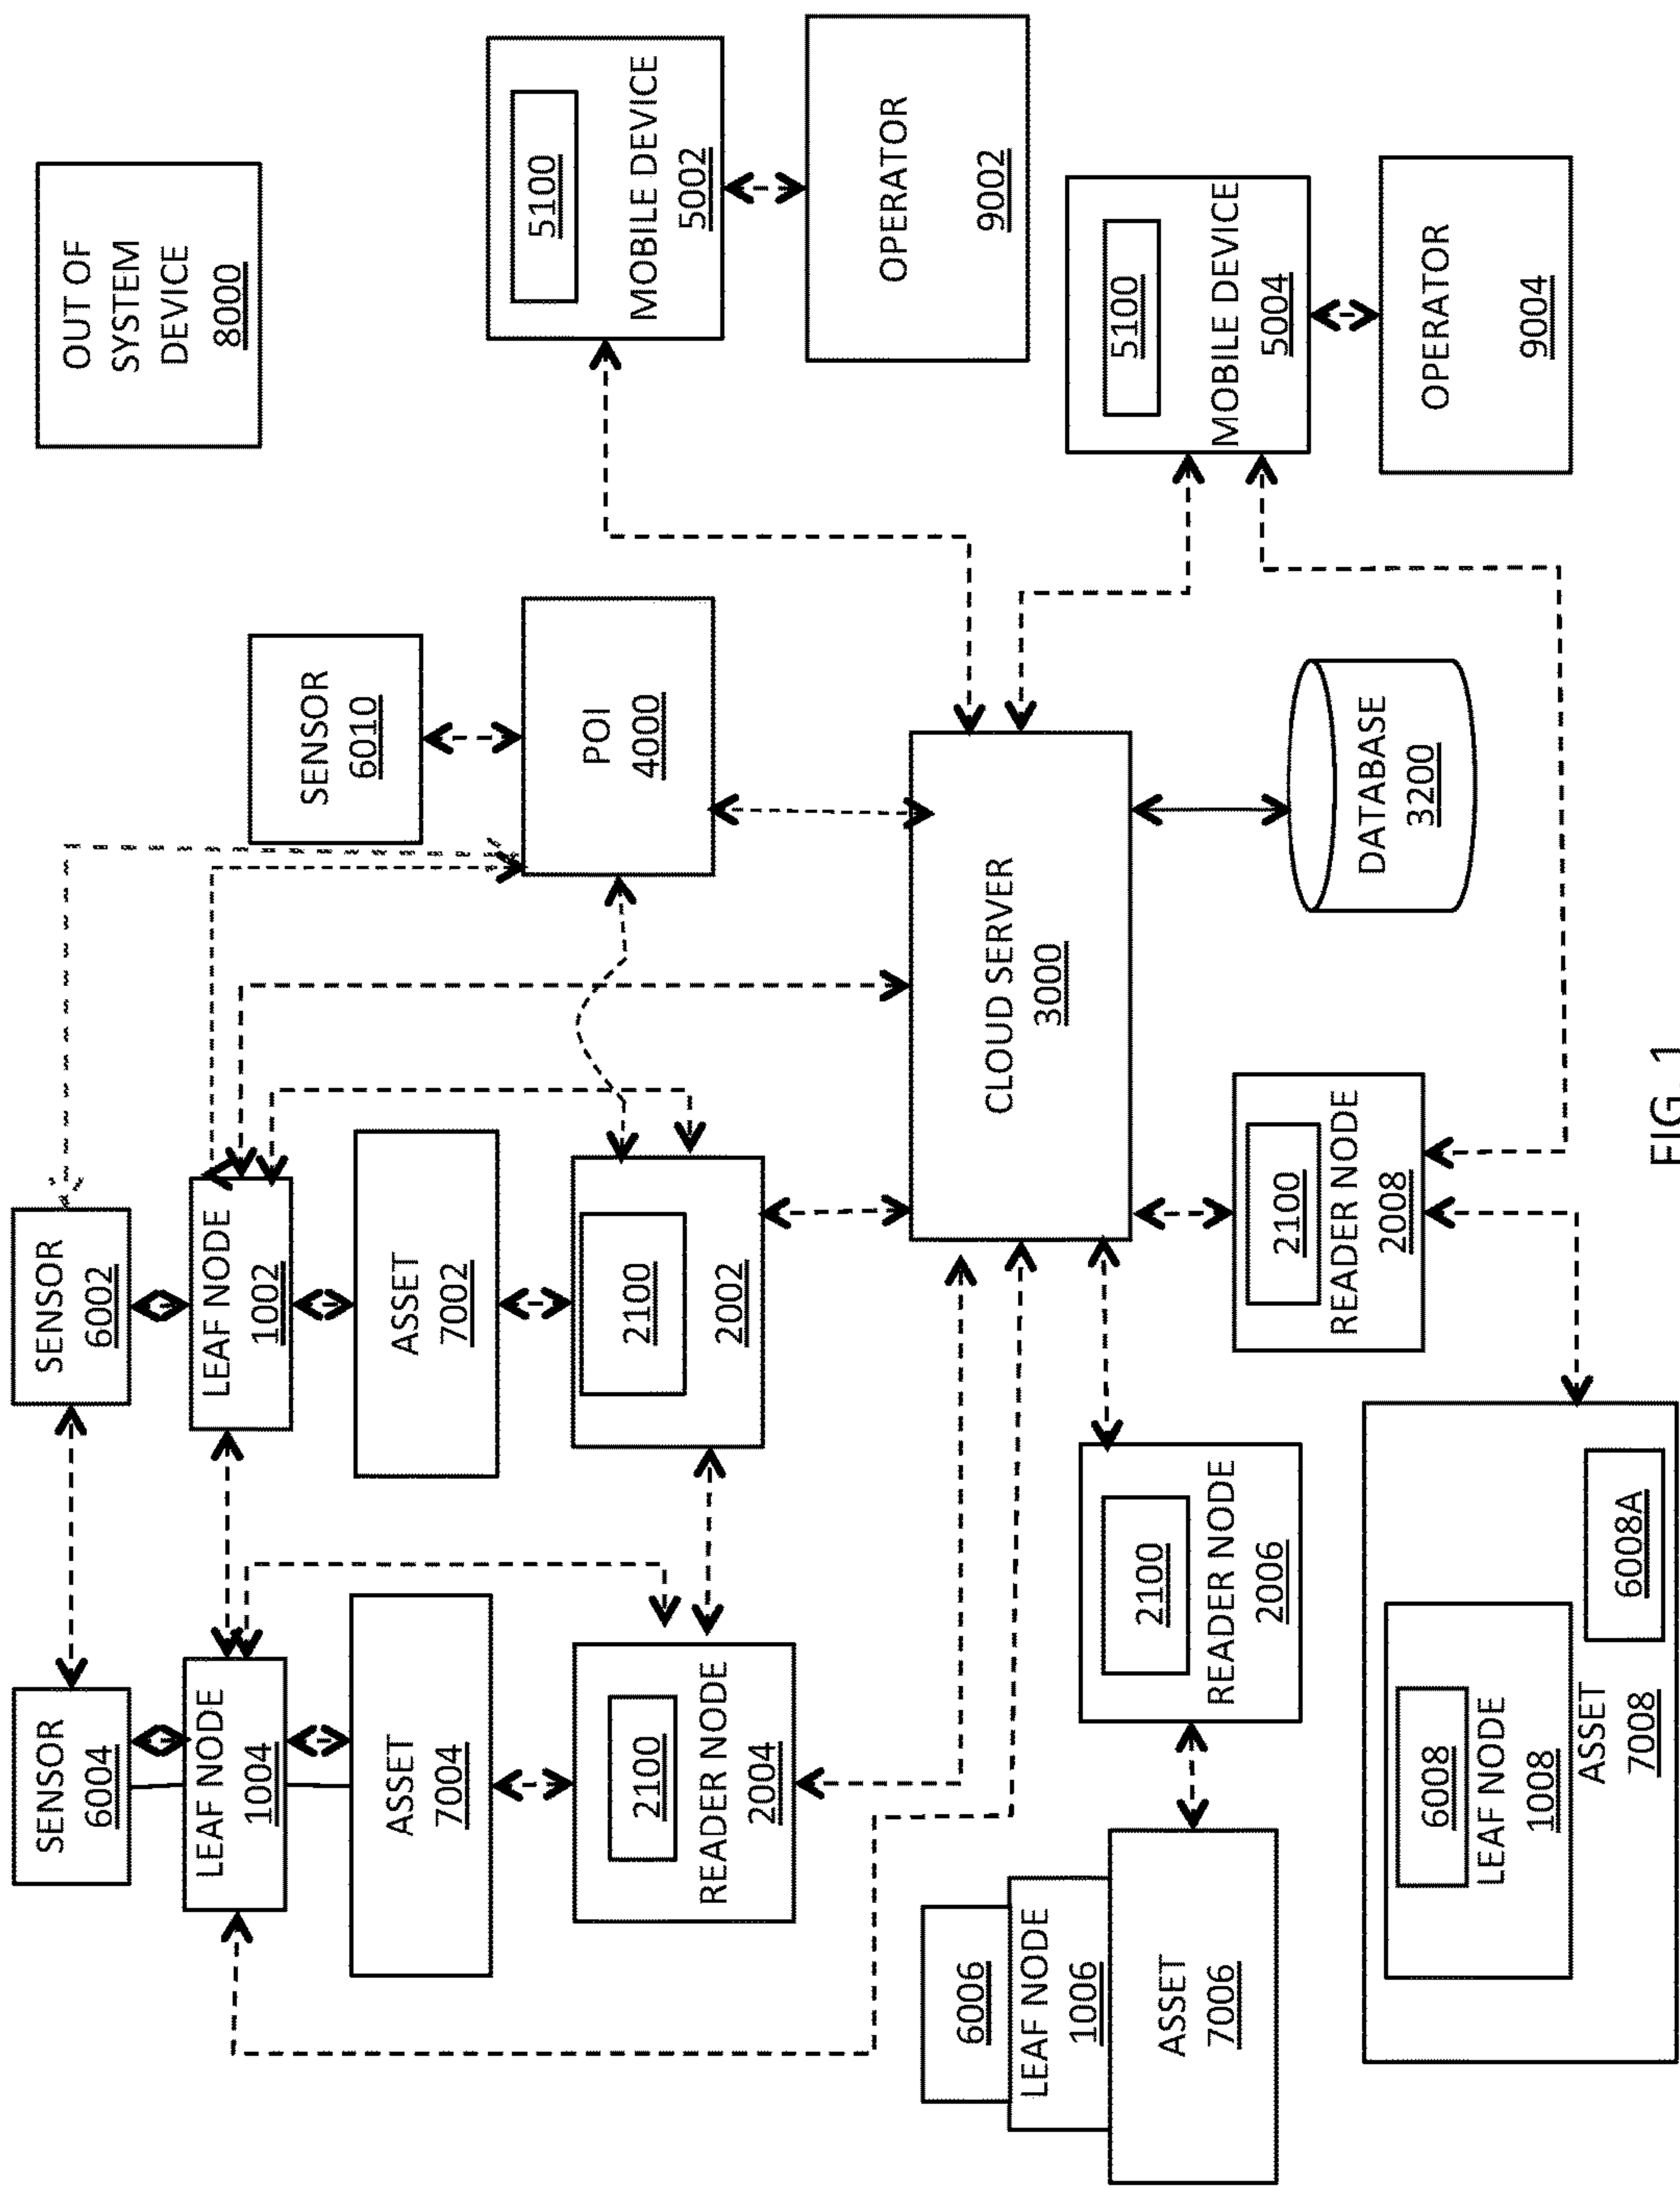 SENSOR
6004
SENSOR
6002
OUT OF
SYSTEM
DEVICE
8000
LEAF NODE
1004
LEAF NODE
1002
SENSOR
6010
ASSET
7004
ASSET
7002
POI
4000
5100
MOBILE DEVICE
5002
2100
READER NODE
2004
2100
2002
OPERATOR
9002
6006
LEAF NODE
1006
ASSET
7006
2100
READER NODE
2006
CLOUD SERVER
3000
5100
MOBILE DEVICE
5004
6008
LEAF NODE
1008
ASSET
7008
6008A
2100
READER NODE
2008
DATABASE
3200
OPERATOR
9004
FIG. 1